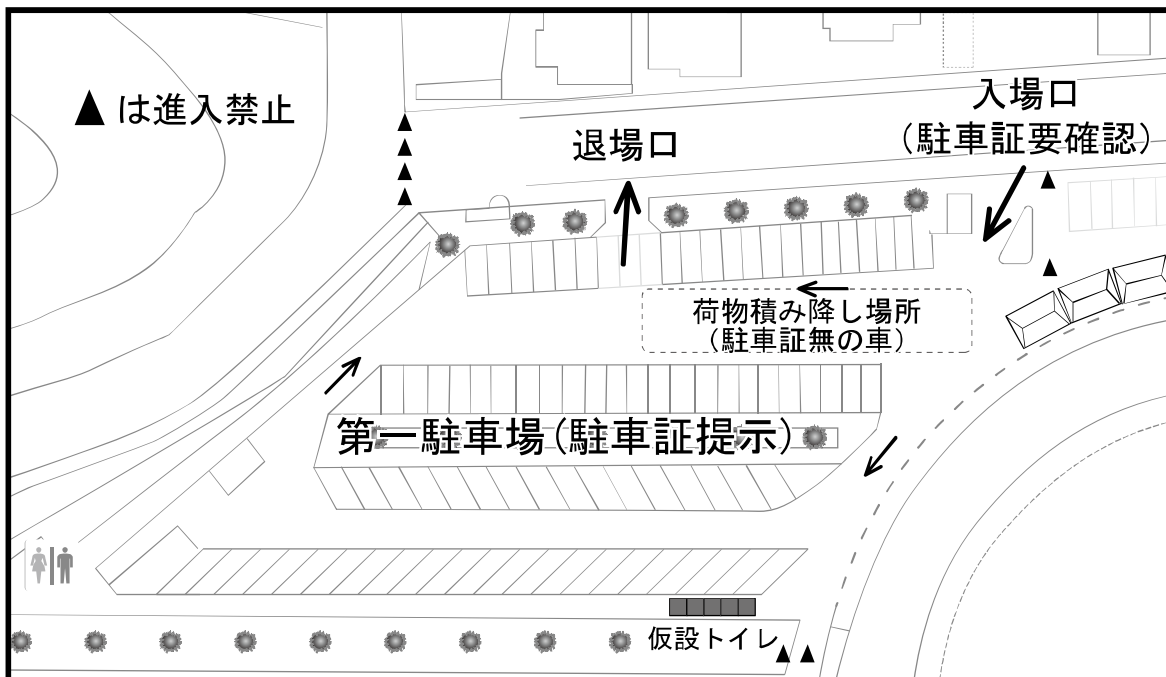 ▲は進入禁止
入場口
（駐車証要確認）
退場口
荷物積み降し場所
（駐車証無の車）
第一駐車場（駐車証提示）
仮設トイレ